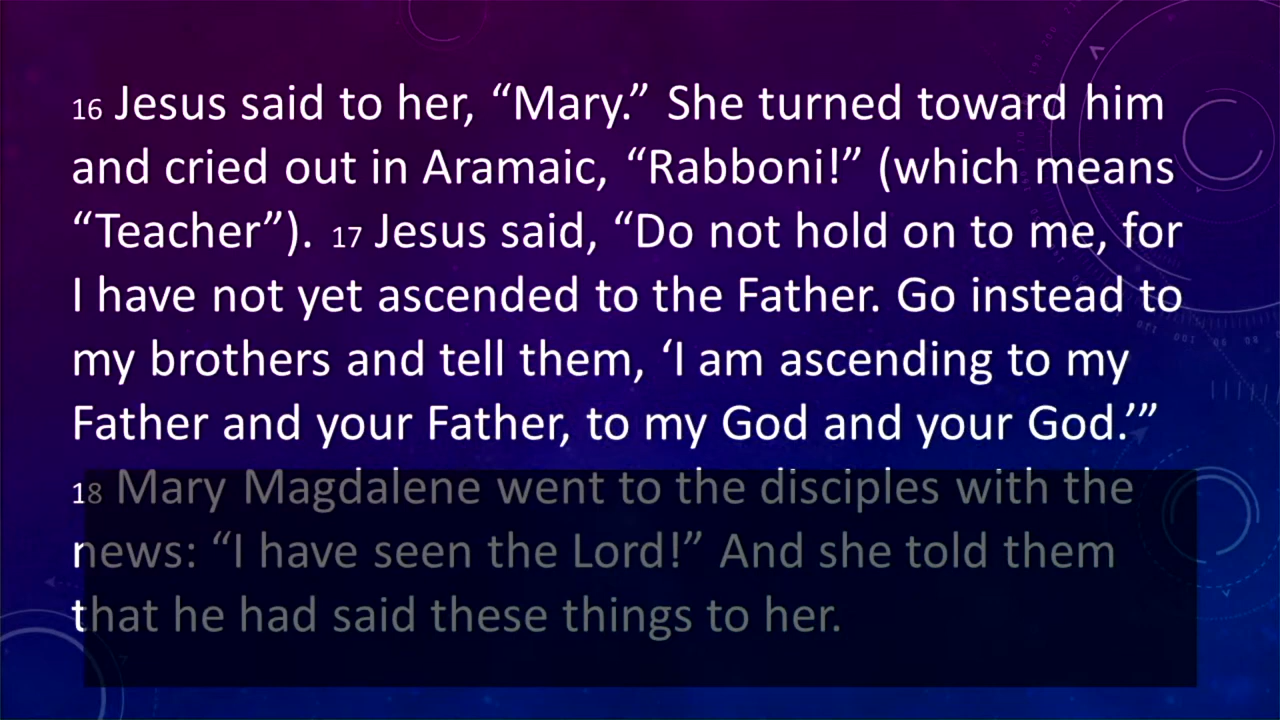 16 Jesus said to her, “Mary.” She turned toward him
and cried out in Aramaic, “Rabboni!” (which means
“Teacher”). 17 Jesus said, “Do not hold on to me, for
I have not yet ascended to the Father. Go instead to
my brothers and tell them, ‘I am ascending to my
Father and your Father, to my God and your God.’”
18 Mary Magdalene went to the disciples with the
news: “I have seen the Lord!” And she told them
that he had said these things to her.